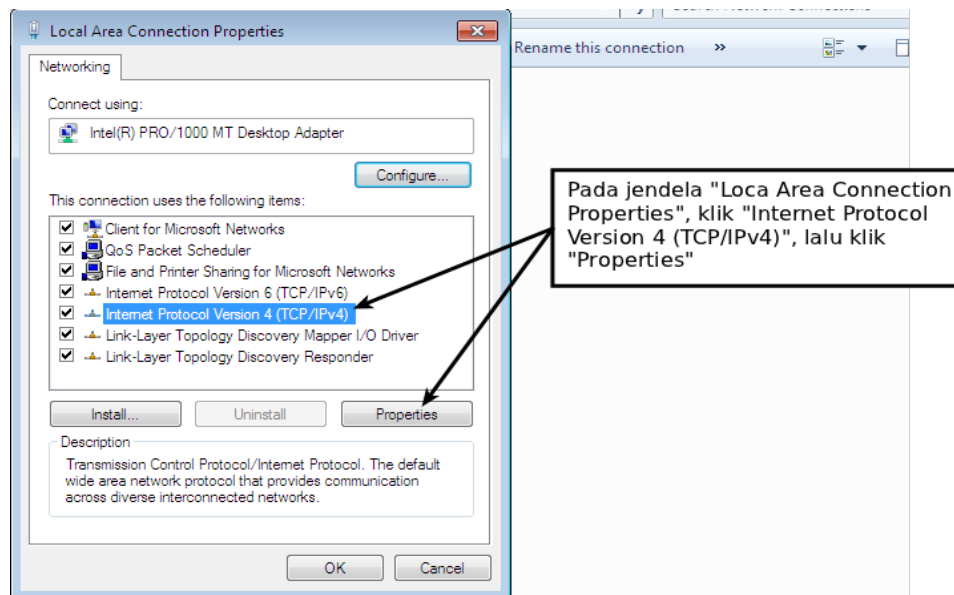 Local Area Connection Properties
Rename this connection »
Networking
Connect using:
Intel(R) PRO/1000 MT Desktop Adapter
Configure...
This connection uses the following items:
Client for Microsoft Networks
QoS Packet Scheduler
File and Printer Sharing for Microsoft Networks
Internet Protocol Version 6 (TCP/IPv6)
Internet Protocol Version 4 (TCP/IPv4)
Link-Layer Topology Discovery Mapper I/O Driver
Link-Layer Topology Discovery Responder
Install...
Uninstall
Properties
Description
Transmission Control Protocol/Internet Protocol. The default
wide area network protocol that provides communication
across diverse interconnected networks.
OK
Cancel
Pada jendela "Loca Area Connection
Properties", klik "Internet Protocol
Version 4 (TCP/IPv4)", lalu klik
"Properties"